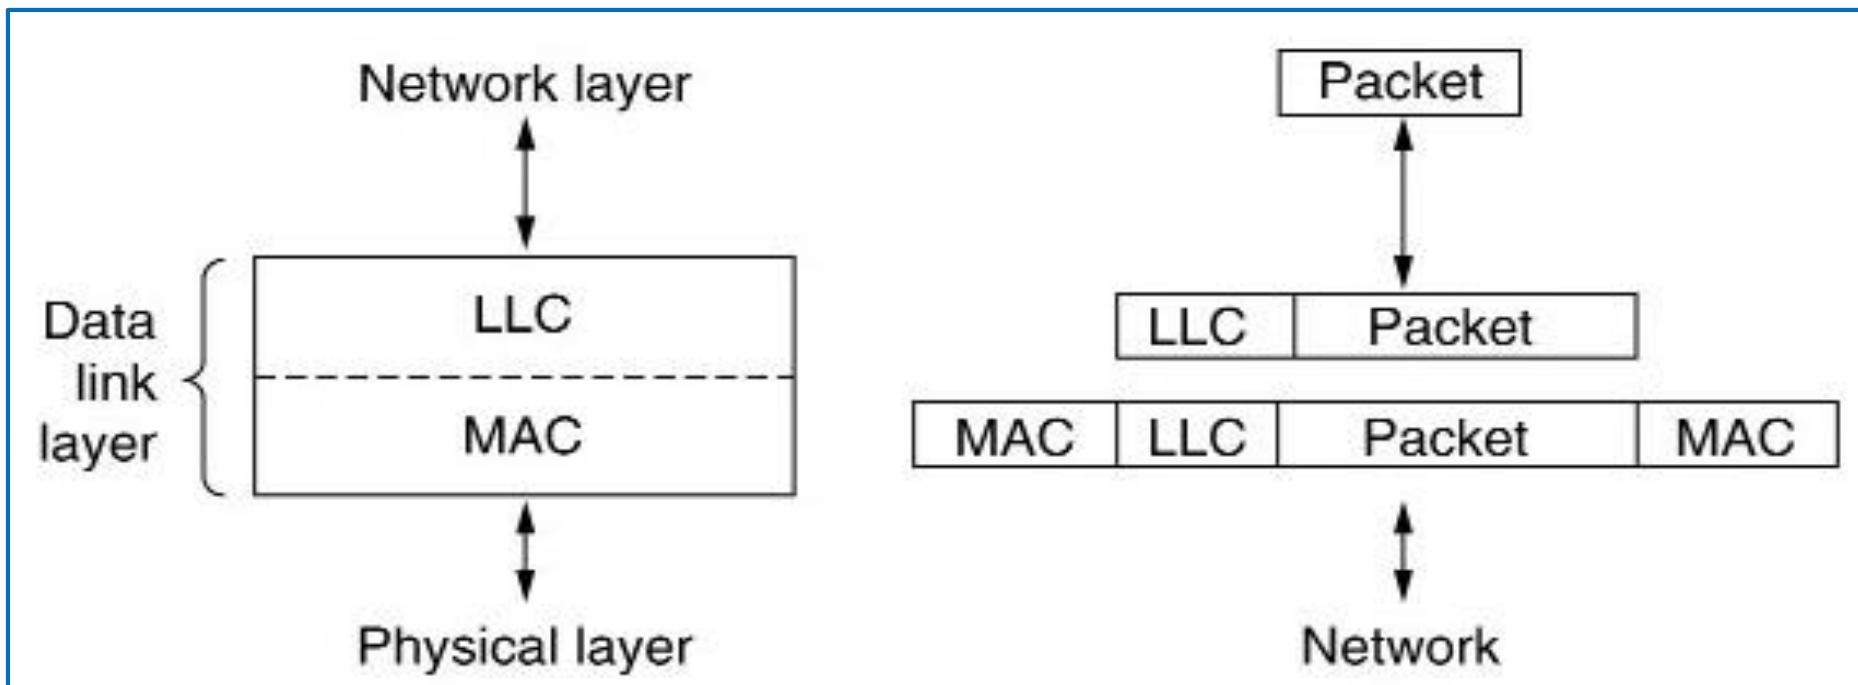 Network layer
Data
link
layer
LLC
MAC
Physical layer
Packet
LLC Packet
MAC LLC Packet MAC
Network